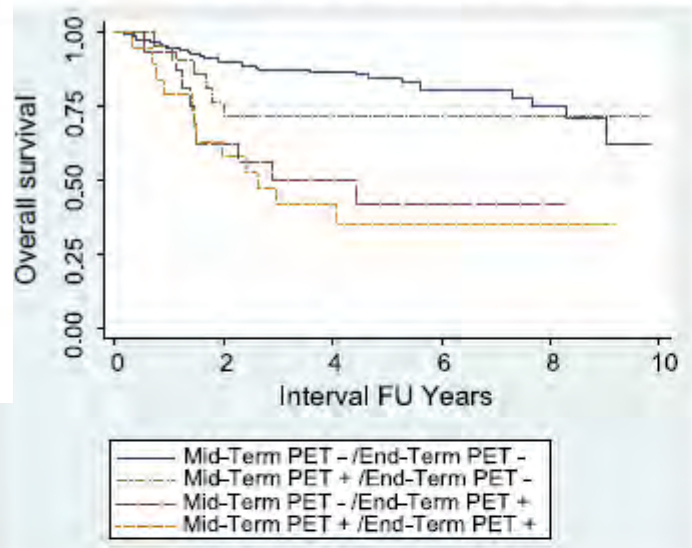 1.00
0.75
0.50
0.25
0.00
Overall survival
0 2 4 6 8 10
Interval FU Years
Mid-Term PET - /End-Term PET -
Mid-Term PET + /End-Term PET -
Mid-Term PET - /End-Term PET +
Mid-Term PET + /End-Term PET +